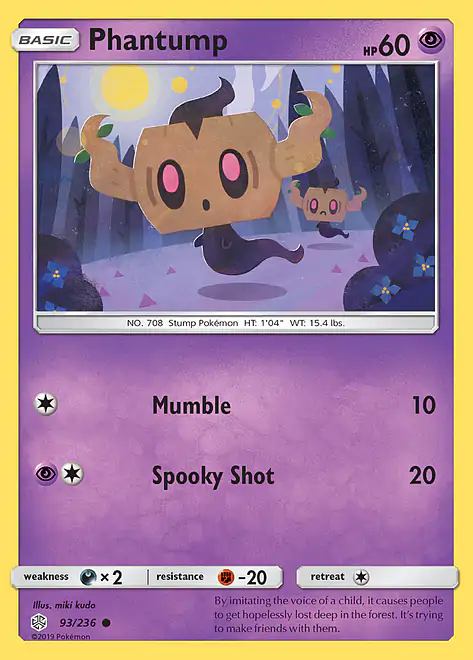 BASIC Phantump HP60
NO. 708 Stump Pokémon HT: 1'04" WT: 15.4 lbs.
Mumble 10
Spooky Shot 20
weakness ×2 resistance -20 retreat
Illus. miki kudo
93/236
©2019 Pokémon
By imitating the voice of a child, it causes people
to get hopelessly lost deep in the forest. It's trying
to make friends with them.